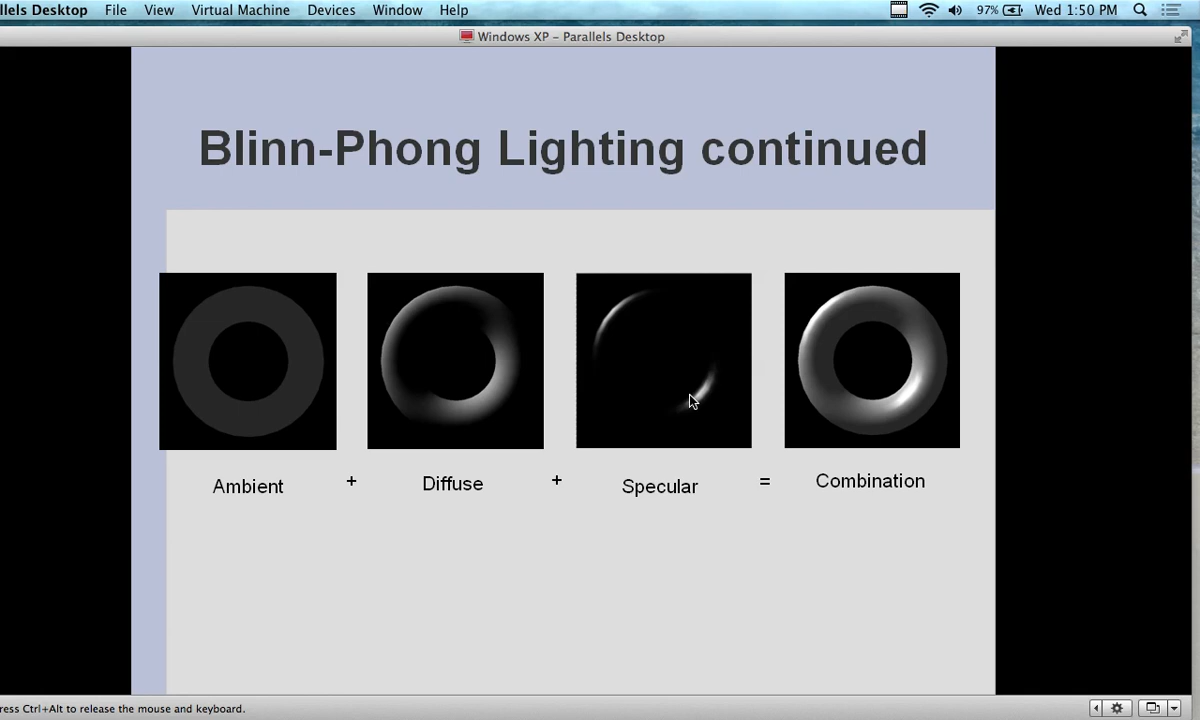 llels Desktop File View Virtual Machine Devices Window Help 97% Wed 1:50 PM
Windows XP – Parallels Desktop
Blinn-Phong Lighting continued
Ambient + Diffuse + Specular = Combination
ress Ctrl+Alt to release the mouse and keyboard.